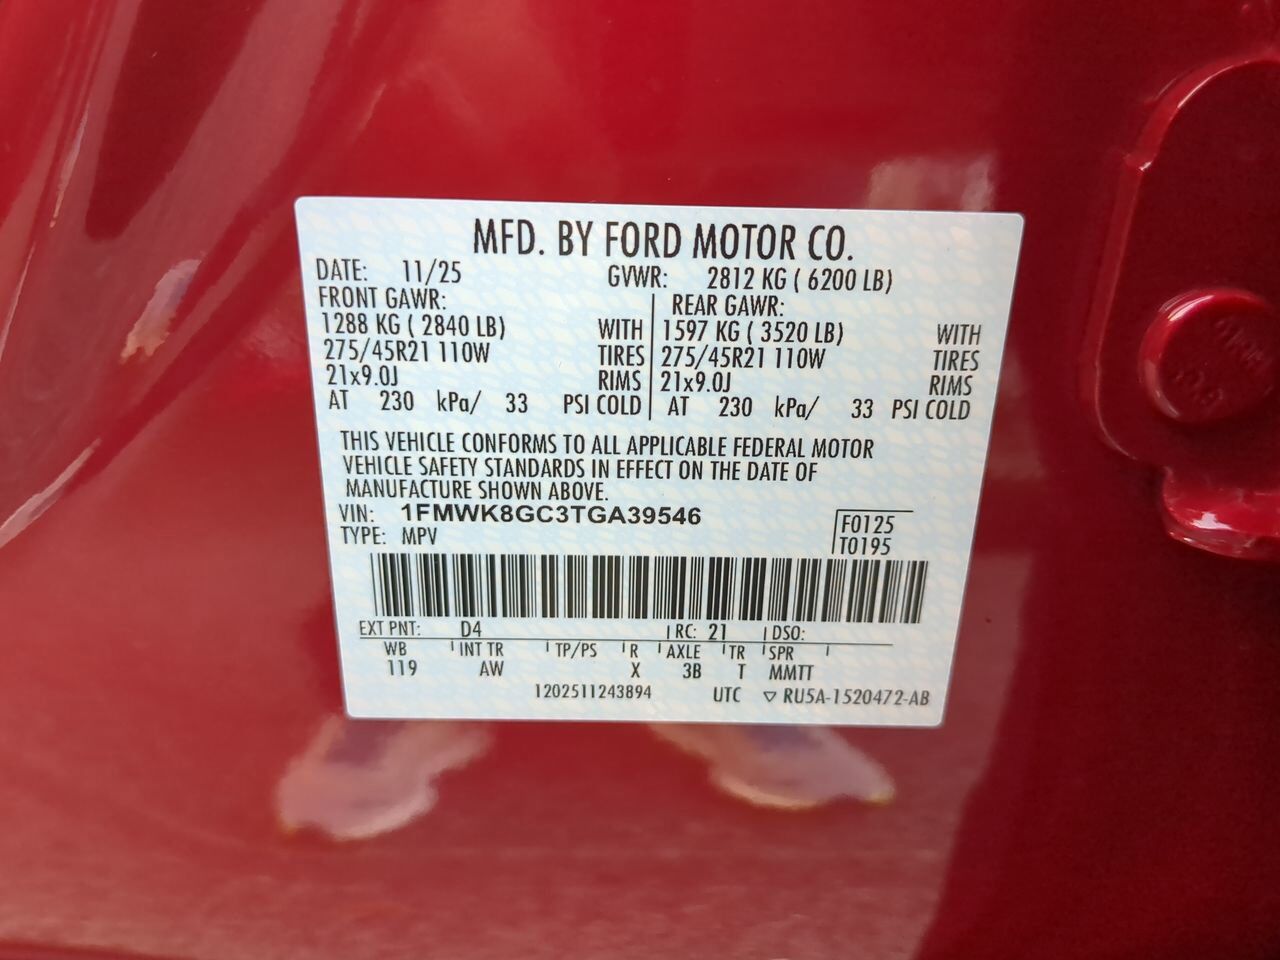 MFD. BY FORD MOTOR CO.
DATE: 11/25 GVWR: 2812 KG ( 6200 LB)
FRONT GAWR: REAR GAWR:
1288 KG ( 2840 LB) WITH 1597 KG ( 3520 LB) WITH
275/45R21 110W TIRES 275/45R21 110W TIRES
21x9.0J RIMS 21x9.0J RIMS
AT 230 kPa/ 33 PSI COLD AT 230 kPa/ 33 PSI COLD
THIS VEHICLE CONFORMS TO ALL APPLICABLE FEDERAL MOTOR
VEHICLE SAFETY STANDARDS IN EFFECT ON THE DATE OF
MANUFACTURE SHOWN ABOVE.
VIN: 1FMWK8GC3TGA39546 F0125
TYPE: MPV T0195
EXT PNT: D4 RC: 21 DSO:
WB INT TR TP/PS R AXLE TR SPR
119 AW X 3B T MMTT
1202511243894 UTC ▽ RU5A-1520472-AB